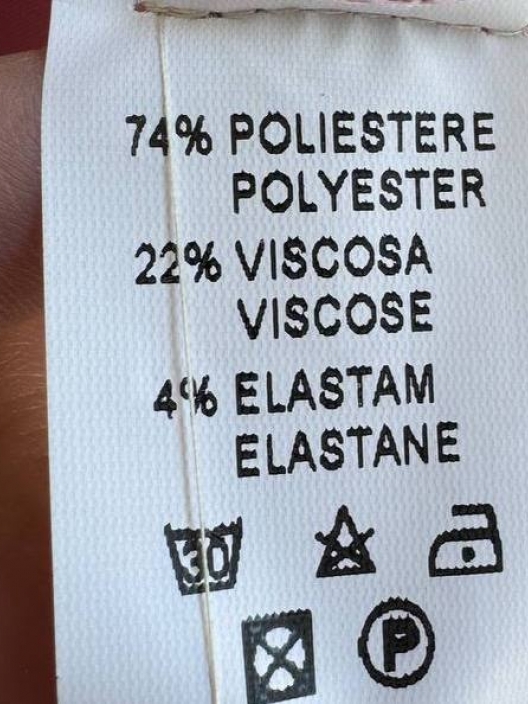 74% POLIESTERE
POLYESTER
22% VISCOSA
VISCOSE
4% ELASTAM
ELASTANE
30
P